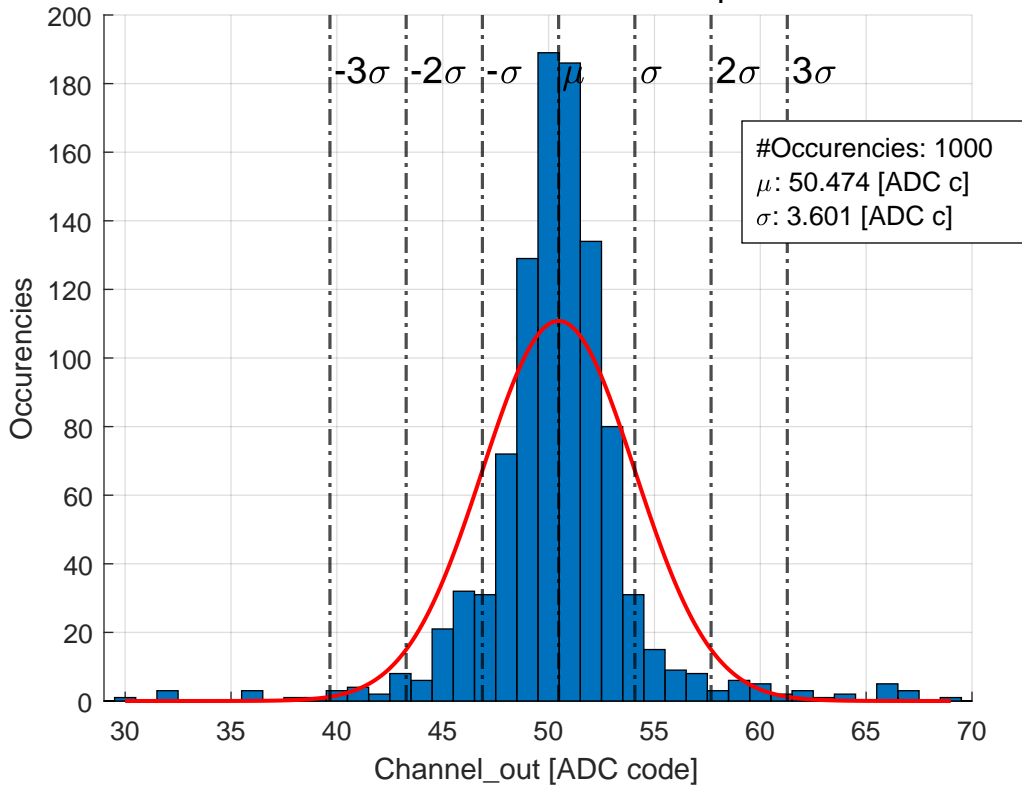 200
180
160
140
120
100
80
60
40
20
0
Occurencies
-3σ -2σ -σ μ σ 2σ 3σ
#Occurencies: 1000
μ: 50.474 [ADC c]
σ: 3.601 [ADC c]
30 35 40 45 50 55 60 65 70
Channel_out [ADC code]